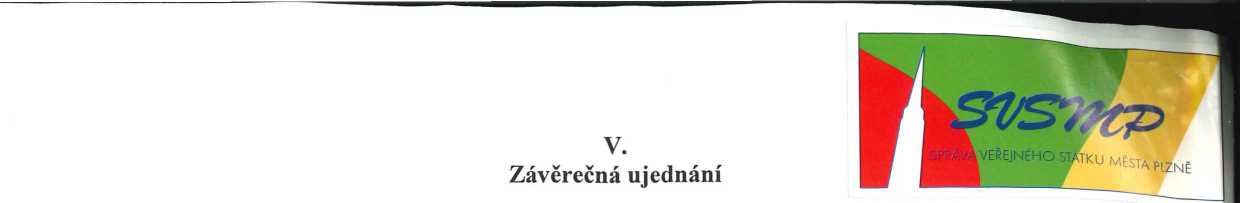 SVSMP
SPRÁVA VEŘEJNÉHO STATKU MĚSTA PLZNĚ
V.
Závěrečná ujednání